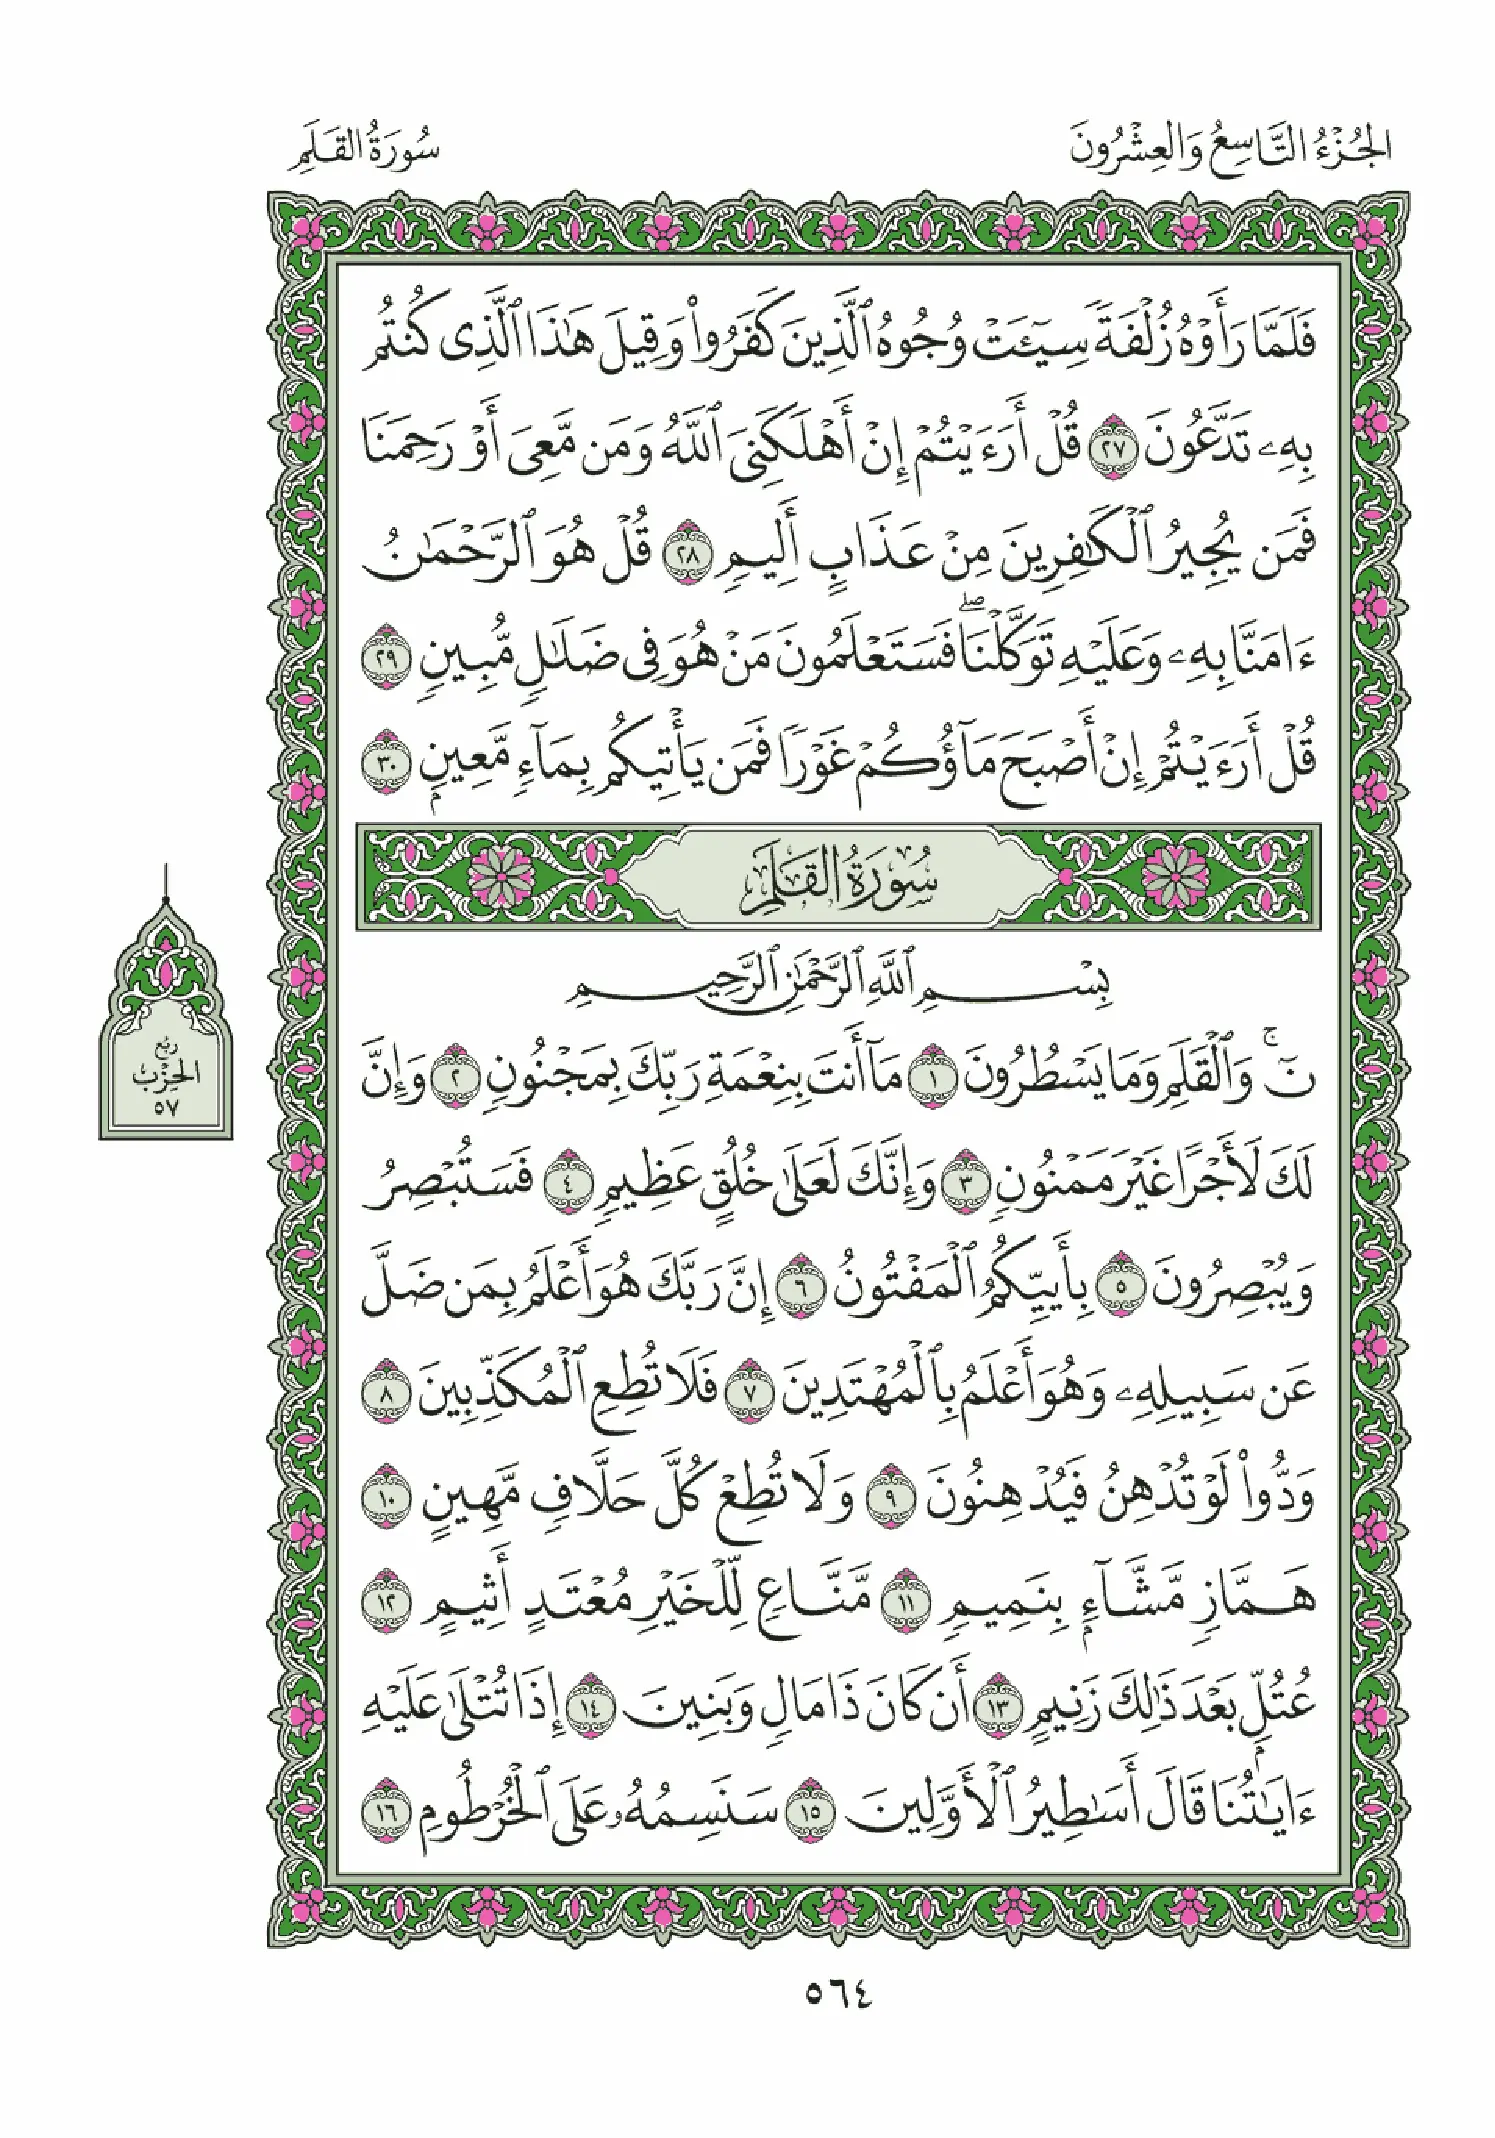 الجُزْءُ التَّاسِعُ وَالعِشْرُونَ
سُورَةُ القَلَمِ
فَلَمَّا رَأَوْهُ زُلْفَةً سِيٓـَٔتْ وُجُوهُ ٱلَّذِينَ كَفَرُوا۟ وَقِيلَ هَٰذَا ٱلَّذِى كُنتُم
بِهِۦ تَدَّعُونَ ٢٧ قُلْ أَرَءَيْتُمْ إِنْ أَهْلَكَنِىَ ٱللَّهُ وَمَن مَّعِىَ أَوْ رَحِمَنَا
فَمَن يُجِيرُ ٱلْكَٰفِرِينَ مِنْ عَذَابٍ أَلِيمٍ ٢٨ قُلْ هُوَ ٱلرَّحْمَٰنُ
ءَامَنَّا بِهِۦ وَعَلَيْهِ تَوَكَّلْنَا ۖ فَسَتَعْلَمُونَ مَنْ هُوَ فِى ضَلَٰلٍ مُّبِينٍ ٢٩
قُلْ أَرَءَيْتُمْ إِنْ أَصْبَحَ مَآؤُكُمْ غَوْرًا فَمَن يَأْتِيكُم بِمَآءٍ مَّعِينٍۭ ٣٠
سُورَةُ القَلَمِ
بِسْمِ ٱللَّهِ ٱلرَّحْمَٰنِ ٱلرَّحِيمِ
نٓ ۚ وَٱلْقَلَمِ وَمَا يَسْطُرُونَ ١ مَآ أَنتَ بِنِعْمَةِ رَبِّكَ بِمَجْنُونٍ ٢ وَإِنَّ
لَكَ لَأَجْرًا غَيْرَ مَمْنُونٍ ٣ وَإِنَّكَ لَعَلَىٰ خُلُقٍ عَظِيمٍ ٤ فَسَتُبْصِرُ
وَيُبْصِرُونَ ٥ بِأَييِّكُمُ ٱلْمَفْتُونُ ٦ إِنَّ رَبَّكَ هُوَ أَعْلَمُ بِمَن ضَلَّ
عَن سَبِيلِهِۦ وَهُوَ أَعْلَمُ بِٱلْمُهْتَدِينَ ٧ فَلَا تُطِعِ ٱلْمُكَذِّبِينَ ٨
وَدُّوا۟ لَوْ تُدْهِنُ فَيُدْهِنُونَ ٩ وَلَا تُطِعْ كُلَّ حَلَّافٍ مَّهِينٍ ١٠
هَمَّازٍ مَّشَّآءٍۭ بِنَمِيمٍ ١١ مَّنَّاعٍ لِّلْخَيْرِ مُعْتَدٍ أَثِيمٍ ١٢
عُتُلٍّۭ بَعْدَ ذَٰلِكَ زَنِيمٍ ١٣ أَن كَانَ ذَا مَالٍ وَبَنِينَ ١٤ إِذَا تُتْلَىٰ عَلَيْهِ
ءَايَٰتُنَا قَالَ أَسَٰطِيرُ ٱلْأَوَّلِينَ ١٥ سَنَسِمُهُۥ عَلَى ٱلْخُرْطُومِ ١٦
رُبْع
الحِزْب
٥٧
٥٦٤